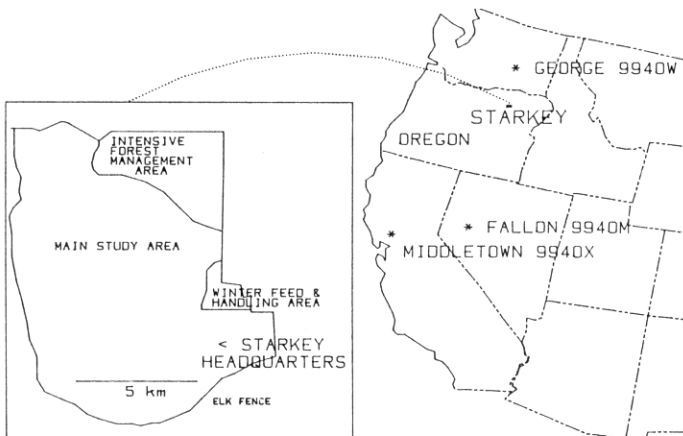 INTENSIVE
FOREST
MANAGEMENT
AREA
MAIN STUDY AREA
WINTER FEED &
HANDLING AREA
< STARKEY
HEADQUARTERS
5 km
ELK FENCE
* GEORGE 9940W
STARKEY
OREGON
* FALLON 9940M
*
MIDDLETOWN 9940X